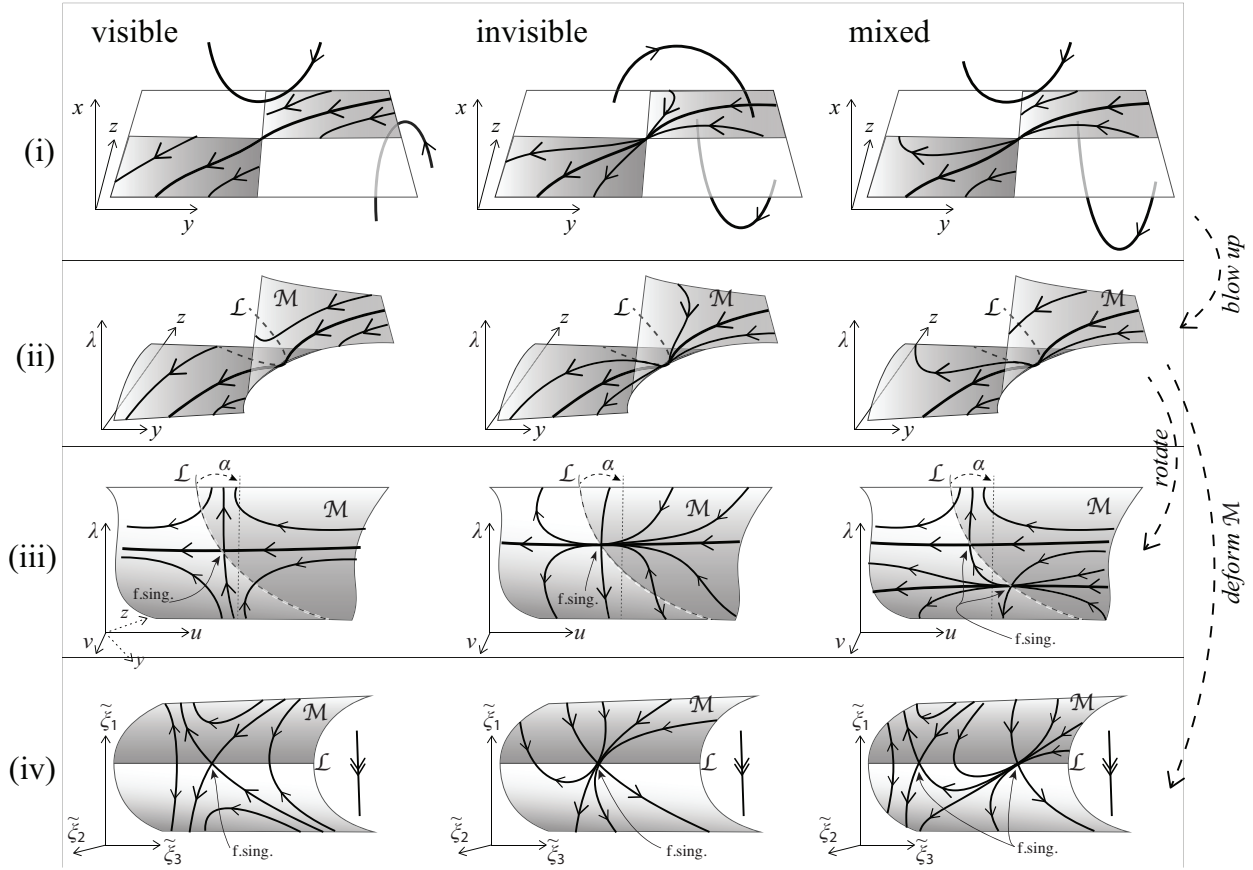 visible invisible mixed
(i)
x z y
x z y
x z y
blow up
(ii)
λ z y ℒ ℳ
λ z y ℒ ℳ
λ z y ℒ ℳ
rotate
deform ℳ
(iii)
ℒ α ℳ λ f.sing. z u v y
ℒ α ℳ λ f.sing. u v
ℒ α ℳ λ u v f.sing.
(iv)
ξ̃₁ ℳ ℒ ξ̃₂ ξ̃₃ f.sing.
ξ̃₁ ℳ ℒ ξ̃₂ ξ̃₃ f.sing.
ξ̃₁ ℳ ℒ ξ̃₂ ξ̃₃ f.sing.